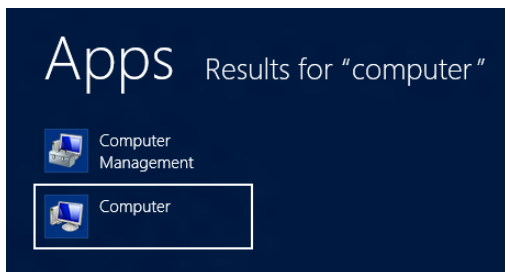 Apps Results for “computer”
Computer
Management
Computer